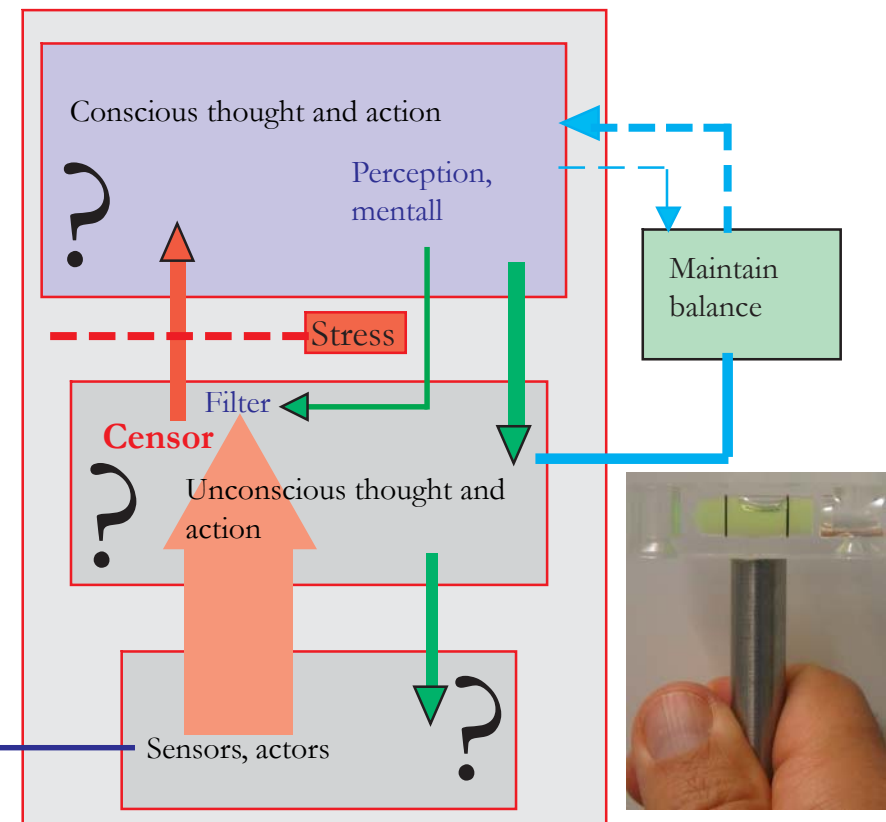 Conscious thought and action
?
Perception,
mentall
Maintain
balance
Stress
Filter
Censor
?
Unconscious thought and
action
?
Sensors, actors